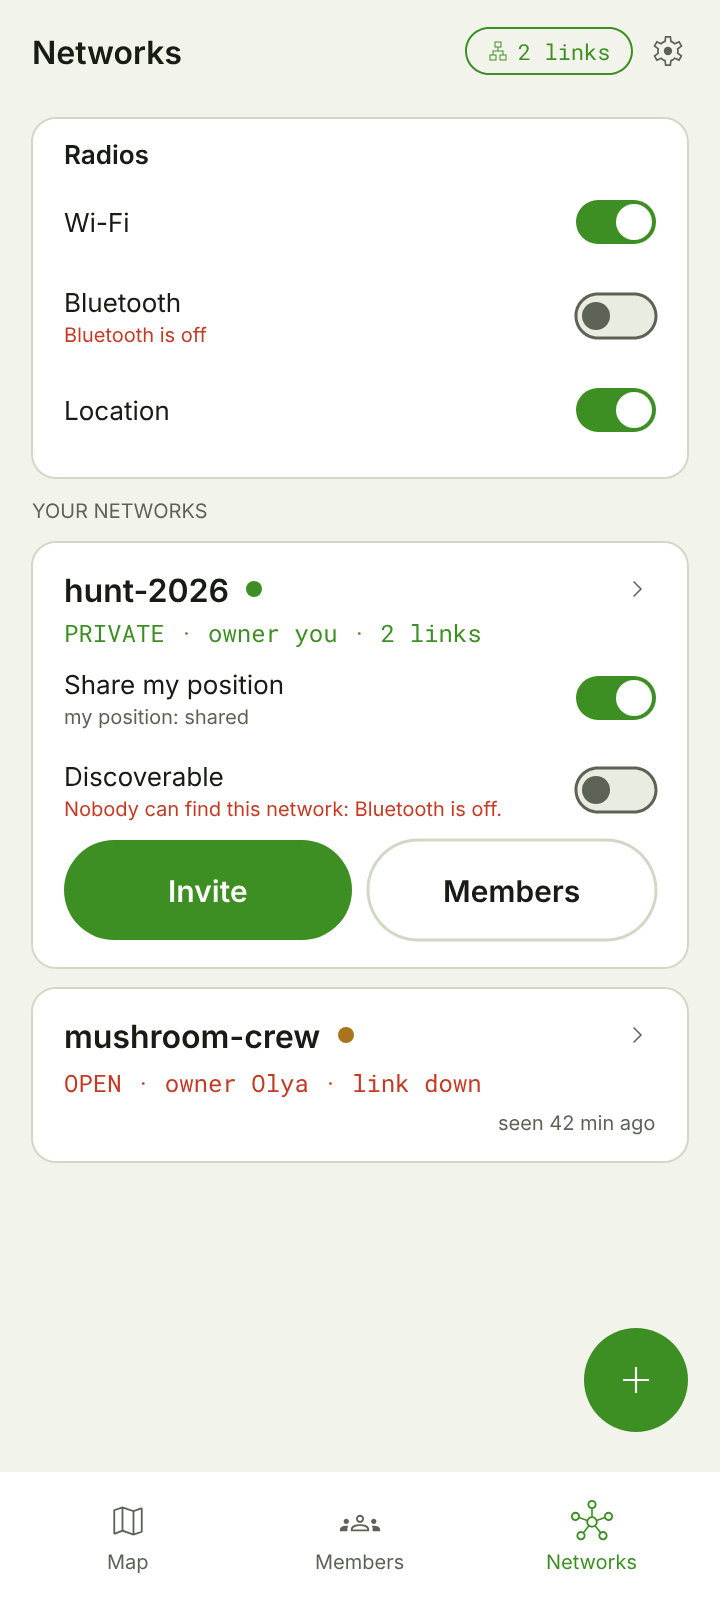 Networks
2 links
Radios
Wi-Fi
Bluetooth
Bluetooth is off
Location
YOUR NETWORKS
hunt-2026
PRIVATE · owner you · 2 links
Share my position
my position: shared
Discoverable
Nobody can find this network: Bluetooth is off.
Invite
Members
mushroom-crew
OPEN · owner Olya · link down
seen 42 min ago
Map
Members
Networks